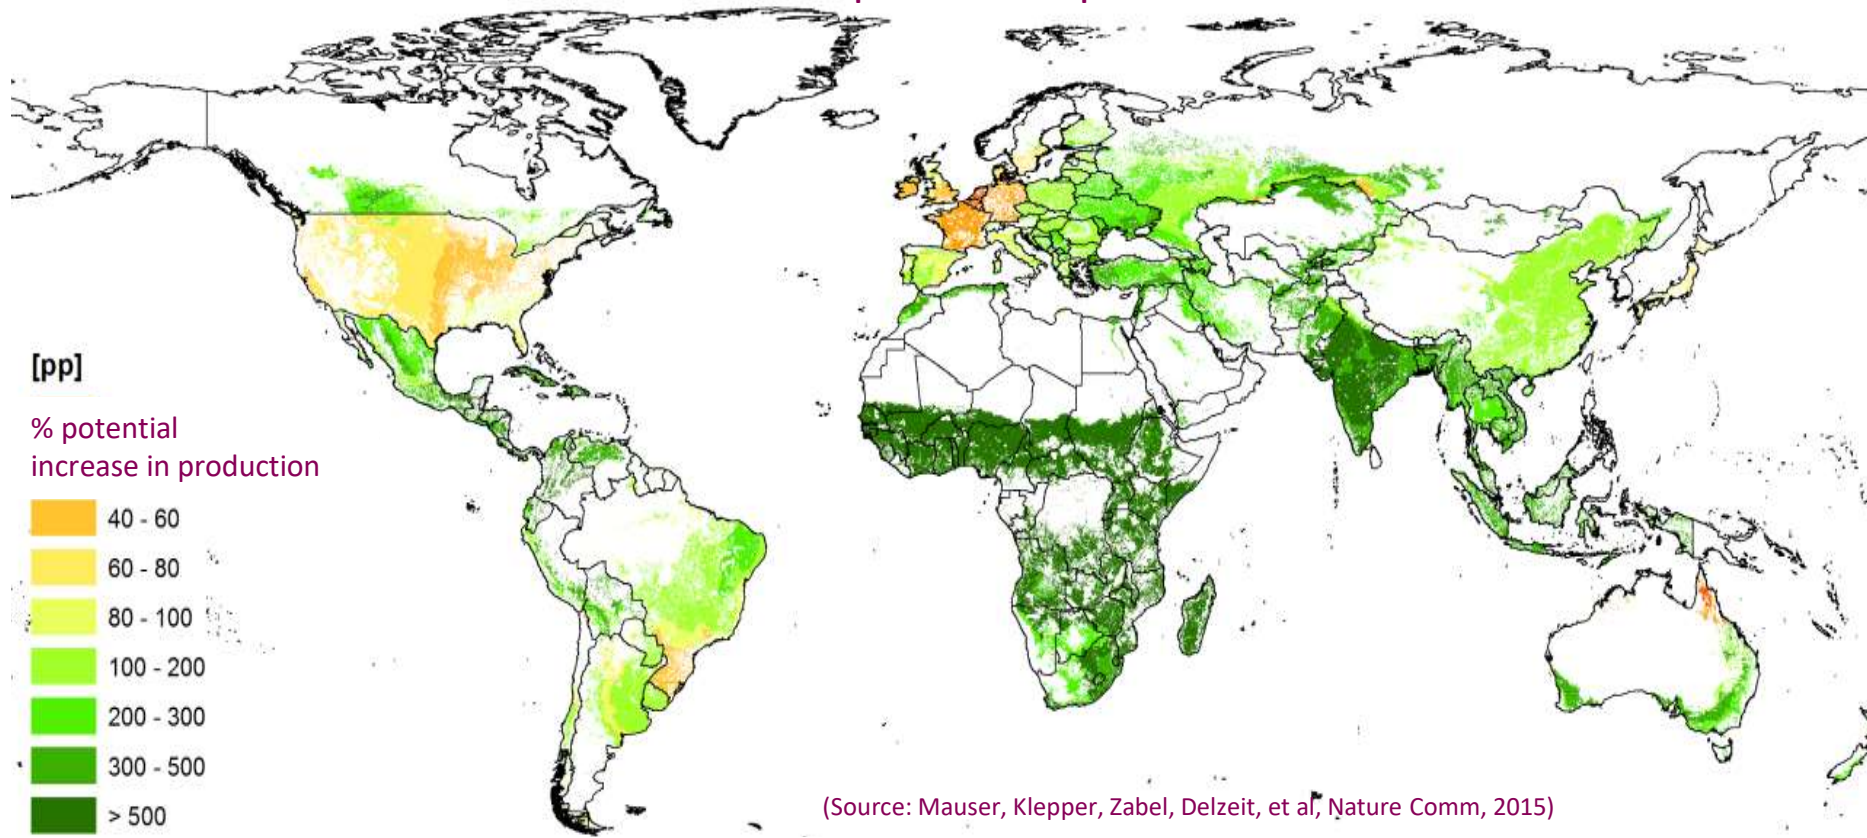 [pp]
% potential
increase in production
40 - 60
60 - 80
80 - 100
100 - 200
200 - 300
300 - 500
> 500
(Source: Mauser, Klepper, Zabel, Delzeit, et al, Nature Comm, 2015)